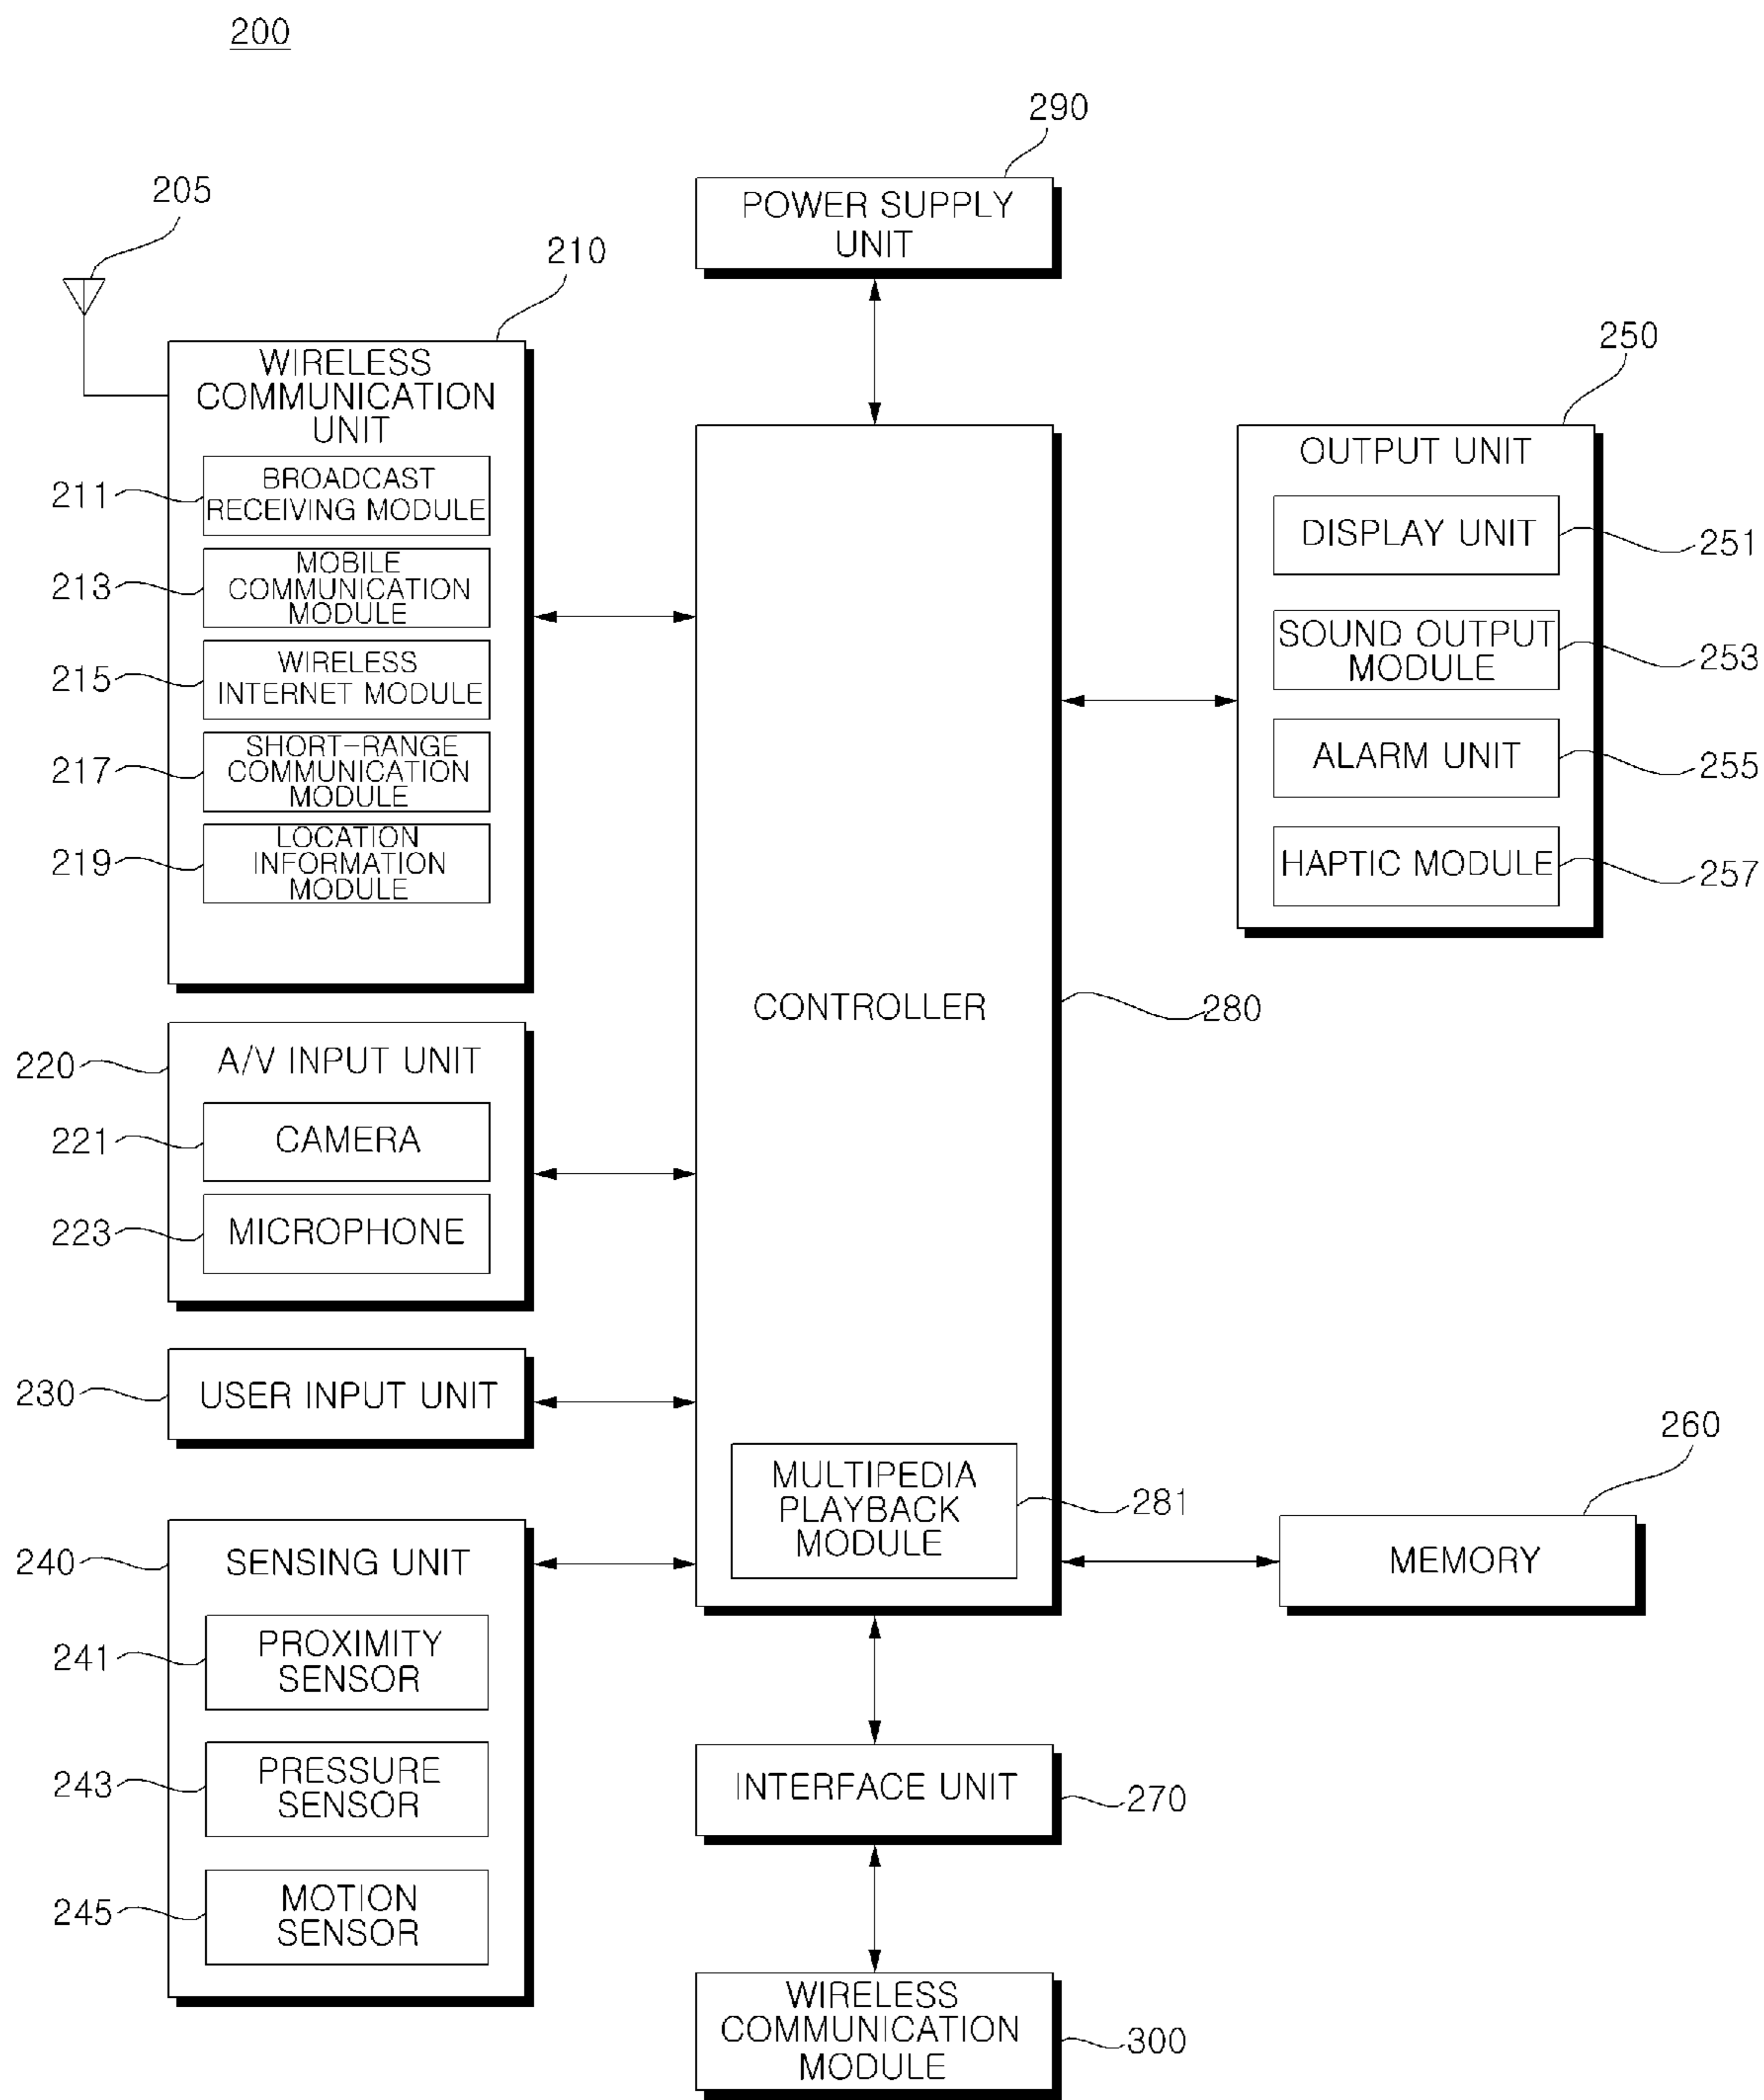 200
290
POWER SUPPLY
UNIT
205
210
WIRELESS
COMMUNICATION
UNIT
211
BROADCAST
RECEIVING MODULE
213
MOBILE
COMMUNICATION
MODULE
215
WIRELESS
INTERNET MODULE
217
SHORT-RANGE
COMMUNICATION
MODULE
219
LOCATION
INFORMATION
MODULE
250
OUTPUT UNIT
DISPLAY UNIT
251
SOUND OUTPUT
MODULE
253
ALARM UNIT
255
HAPTIC MODULE
257
CONTROLLER
280
220
A/V INPUT UNIT
221
CAMERA
223
MICROPHONE
230
USER INPUT UNIT
MULTIPEDIA
PLAYBACK
MODULE
281
260
MEMORY
240
SENSING UNIT
241
PROXIMITY
SENSOR
243
PRESSURE
SENSOR
245
MOTION
SENSOR
INTERFACE UNIT
270
WIRELESS
COMMUNICATION
MODULE
300